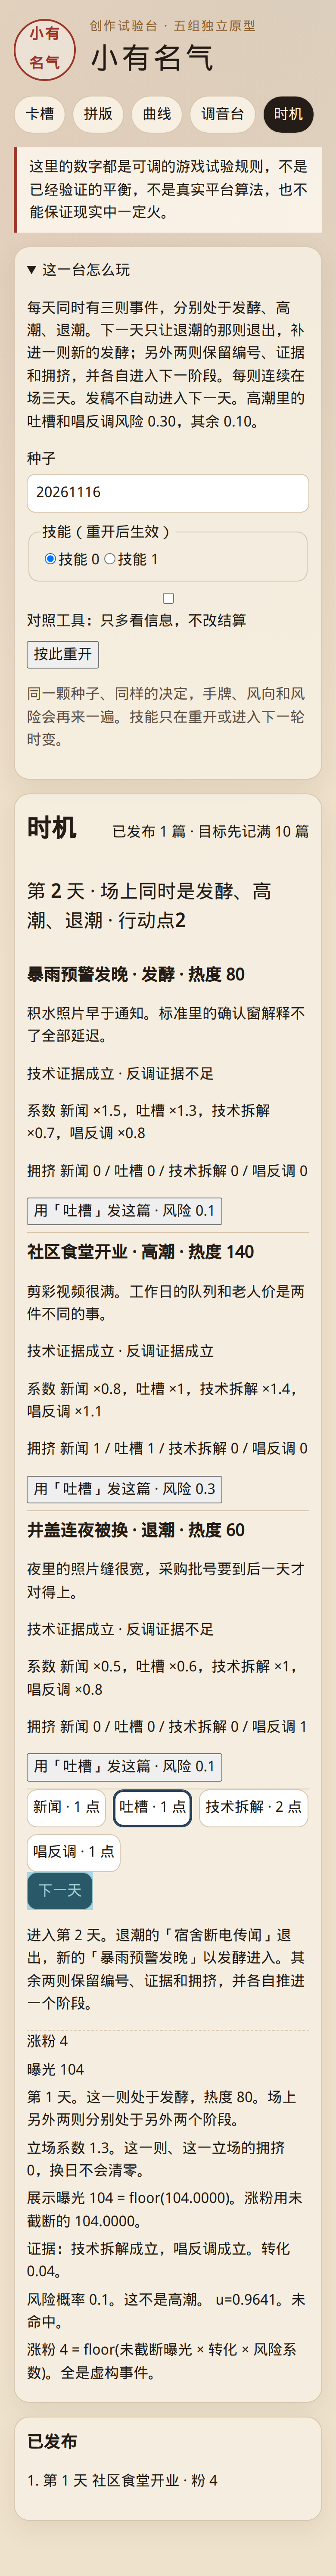 小有
名气
创作试验台 · 五组独立原型
小有名气
卡槽
拼版
曲线
调音台
时机
这里的数字都是可调的游戏试验规则，不是
已经验证的平衡，不是真实平台算法，也不
能保证现实中一定火。
▼ 这一台怎么玩
每天同时有三则事件，分别处于发酵、高
潮、退潮。下一天只让退潮的那则退出，补
进一则新的发酵；另外两则保留编号、证据
和拥挤，并各自进入下一阶段。每则连续在
场三天。发稿不自动进入下一天。高潮里的
吐槽和唱反调风险 0.30，其余 0.10。
种子
20261116
技能（重开后生效）
技能 0
技能 1
对照工具：只多看信息，不改结算
按此重开
同一颗种子、同样的决定，手牌、风向和风
险会再来一遍。技能只在重开或进入下一轮
时变。
时机
已发布 1 篇 · 目标先记满 10 篇
第 2 天 · 场上同时是发酵、高
潮、退潮 · 行动点2
暴雨预警发晚 · 发酵 · 热度 80
积水照片早于通知。标准里的确认窗解释不
了全部延迟。
技术证据成立 · 反调证据不足
系数 新闻 ×1.5，吐槽 ×1.3，技术拆解
×0.7，唱反调 ×0.8
拥挤 新闻 0 / 吐槽 0 / 技术拆解 0 / 唱反调 0
用「吐槽」发这篇 · 风险 0.1
社区食堂开业 · 高潮 · 热度 140
剪彩视频很满。工作日的队列和老人价是两
件不同的事。
技术证据成立 · 反调证据成立
系数 新闻 ×0.8，吐槽 ×1，技术拆解 ×1.4，
唱反调 ×1.1
拥挤 新闻 1 / 吐槽 1 / 技术拆解 0 / 唱反调 0
用「吐槽」发这篇 · 风险 0.3
井盖连夜被换 · 退潮 · 热度 60
夜里的照片缝很宽，采购批号要到后一天才
对得上。
技术证据成立 · 反调证据不足
系数 新闻 ×0.5，吐槽 ×0.6，技术拆解 ×1，
唱反调 ×0.8
拥挤 新闻 0 / 吐槽 0 / 技术拆解 0 / 唱反调 1
用「吐槽」发这篇 · 风险 0.1
新闻 · 1 点
吐槽 · 1 点
技术拆解 · 2 点
唱反调 · 1 点
下一天
进入第 2 天。退潮的「宿舍断电传闻」退
出，新的「暴雨预警发晚」以发酵进入。其
余两则保留编号、证据和拥挤，并各自推进
一个阶段。
涨粉 4
曝光 104
第 1 天。这一则处于发酵，热度 80。场上
另外两则分别处于另外两个阶段。
立场系数 1.3。这一则、这一立场的拥挤
0，换日不会清零。
展示曝光 104 = floor(104.0000)。涨粉用未
截断的 104.0000。
证据：技术拆解成立，唱反调成立。转化
0.04。
风险概率 0.1。这不是高潮。 u=0.9641。未
命中。
涨粉 4 = floor(未截断曝光 × 转化 × 风险系
数)。全是虚构事件。
已发布
1. 第 1 天 社区食堂开业 · 粉 4